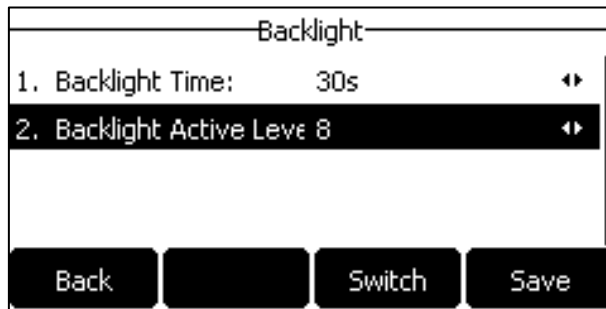 Backlight
1. Backlight Time: 30s
2. Backlight Active Leve 8
Back Switch Save